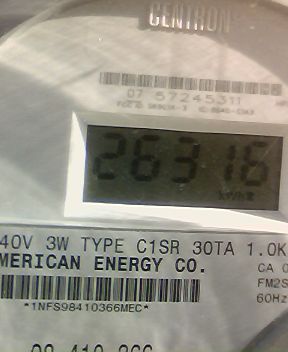 CENTRON
07 67245311
26316
kWh
40V 3W TYPE C1SR 30TA 1.0K
MERICAN ENERGY CO.
CA 0
FM2S
60Hz
*1NFS98410366MEC*